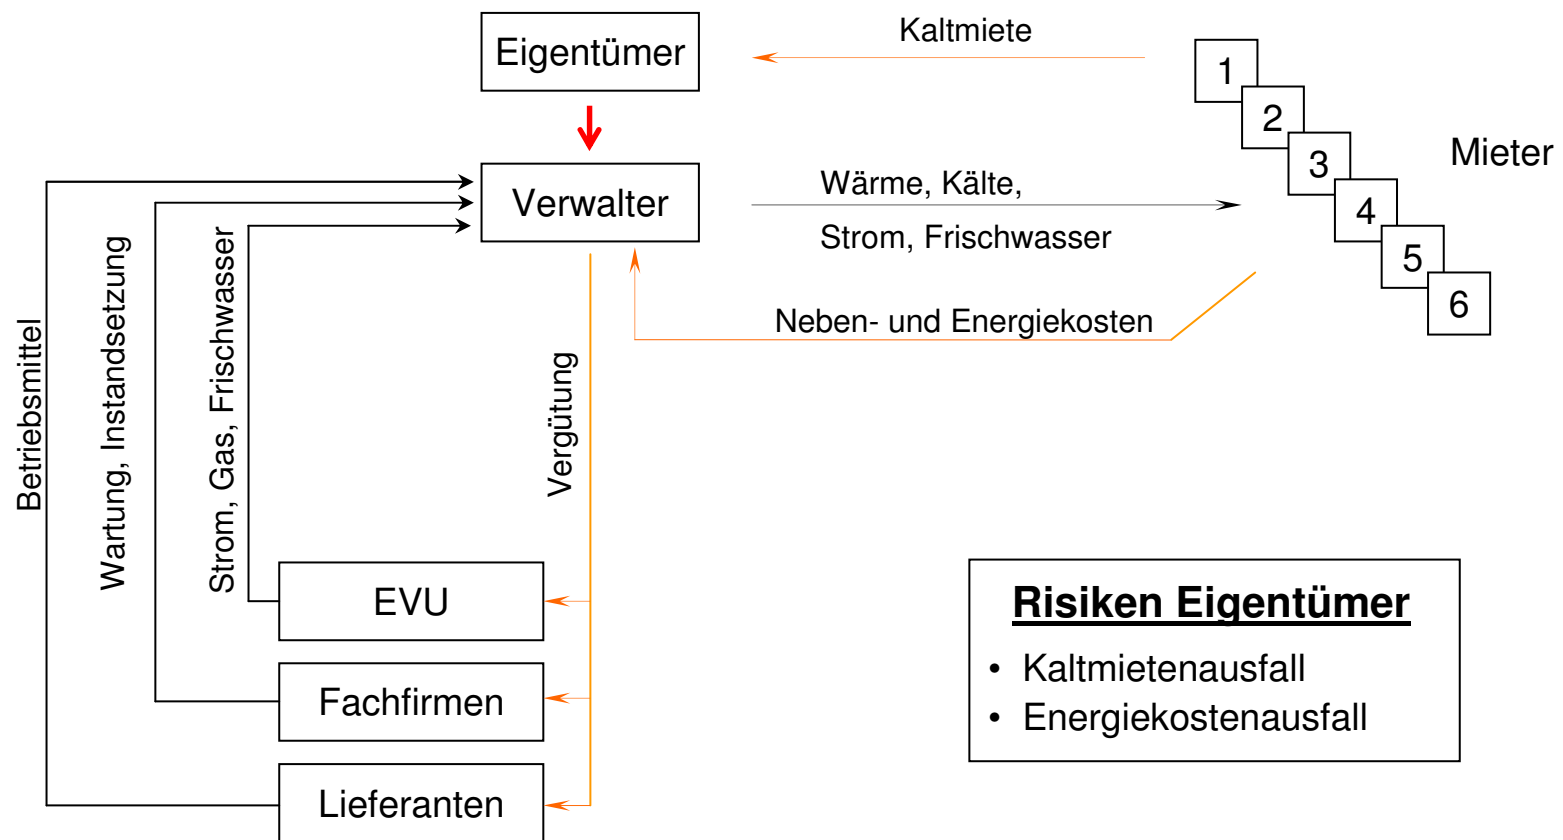 Eigentümer
Kaltmiete
1
2
3
4
5
6
Mieter
Verwalter
Wärme, Kälte,
Strom, Frischwasser
Neben- und Energiekosten
Betriebsmittel
Wartung, Instandsetzung
Strom, Gas, Frischwasser
Vergütung
EVU
Fachfirmen
Lieferanten
Risiken Eigentümer
• Kaltmietenausfall
• Energiekostenausfall